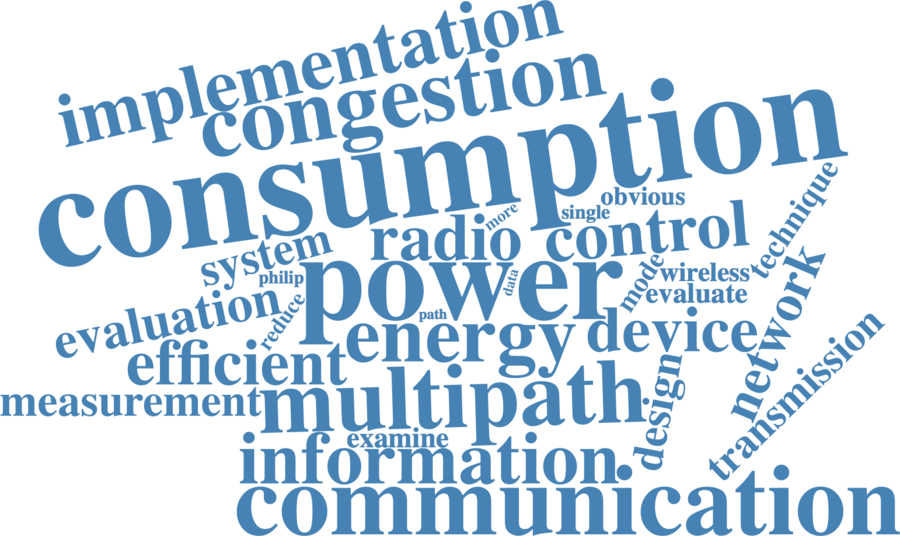 implementation
congestion
consumption
obvious
single
more
technique
radio
control
system
philip
power
data
mode
wireless
evaluate
evaluation
reduce
path
network
energy
device
efficient
transmission
measurement
multipath
design
examine
information
communication